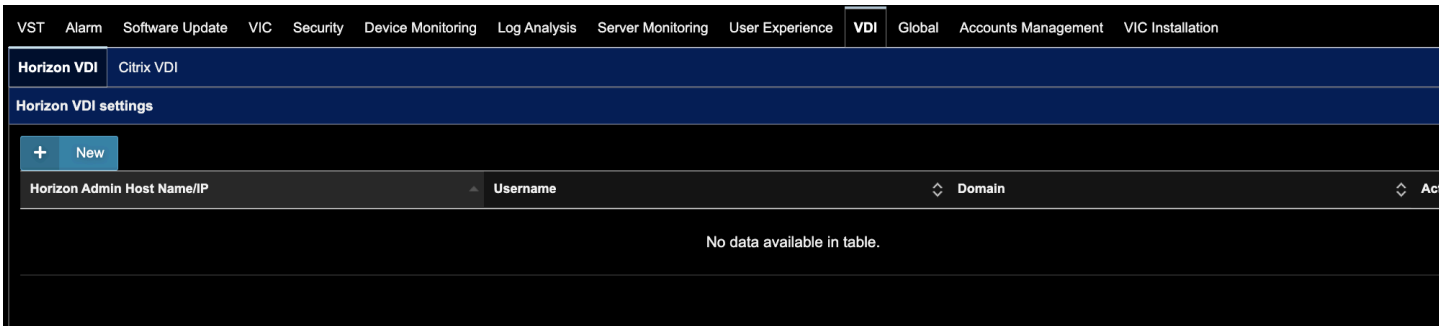 VST Alarm Software Update VIC Security Device Monitoring Log Analysis Server Monitoring User Experience VDI Global Accounts Management VIC Installation
Horizon VDI Citrix VDI
Horizon VDI settings
+ New
Horizon Admin Host Name/IP Username Domain
No data available in table.